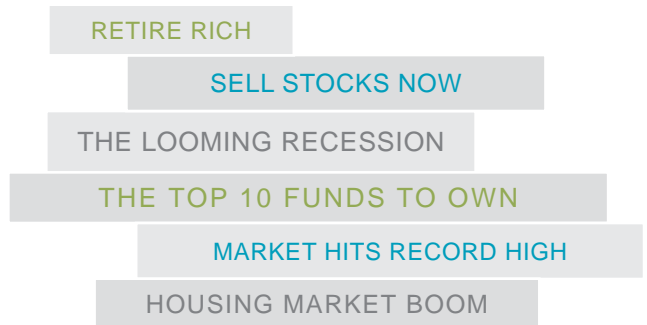 RETIRE RICH
SELL STOCKS NOW
THE LOOMING RECESSION
THE TOP 10 FUNDS TO OWN
MARKET HITS RECORD HIGH
HOUSING MARKET BOOM